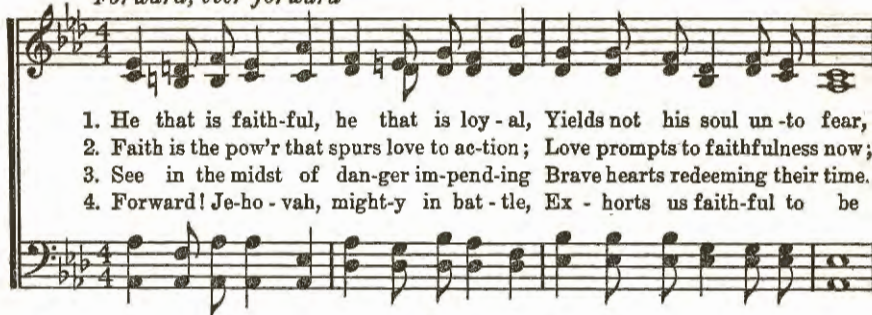 Forward, ever forward
1. He that is faith-ful, he that is loy - al, Yields not his soul un -to fear,
2. Faith is the pow'r that spurs love to ac-tion; Love prompts to faithfulness now;
3. See in the midst of dan-ger im-pend-ing Brave hearts redeeming their time.
4. Forward! Je-ho - vah, might-y in bat - tle, Ex - horts us faith-ful to be